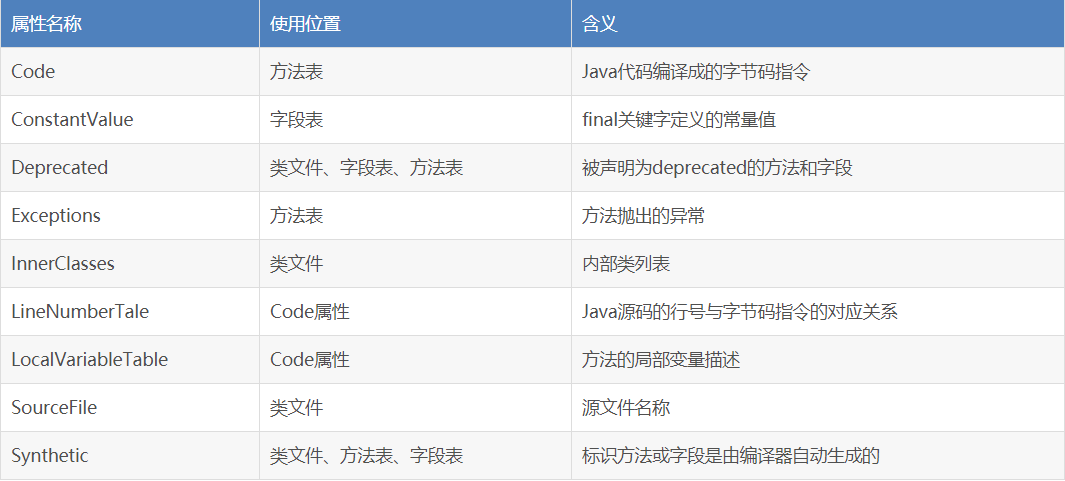 属性名称 使用位置 含义
Code 方法表 Java代码编译成的字节码指令
ConstantValue 字段表 final关键字定义的常量值
Deprecated 类文件、字段表、方法表 被声明为deprecated的方法和字段
Exceptions 方法表 方法抛出的异常
InnerClasses 类文件 内部类列表
LineNumberTale Code属性 Java源码的行号与字节码指令的对应关系
LocalVariableTable Code属性 方法的局部变量描述
SourceFile 类文件 源文件名称
Synthetic 类文件、方法表、字段表 标识方法或字段是由编译器自动生成的